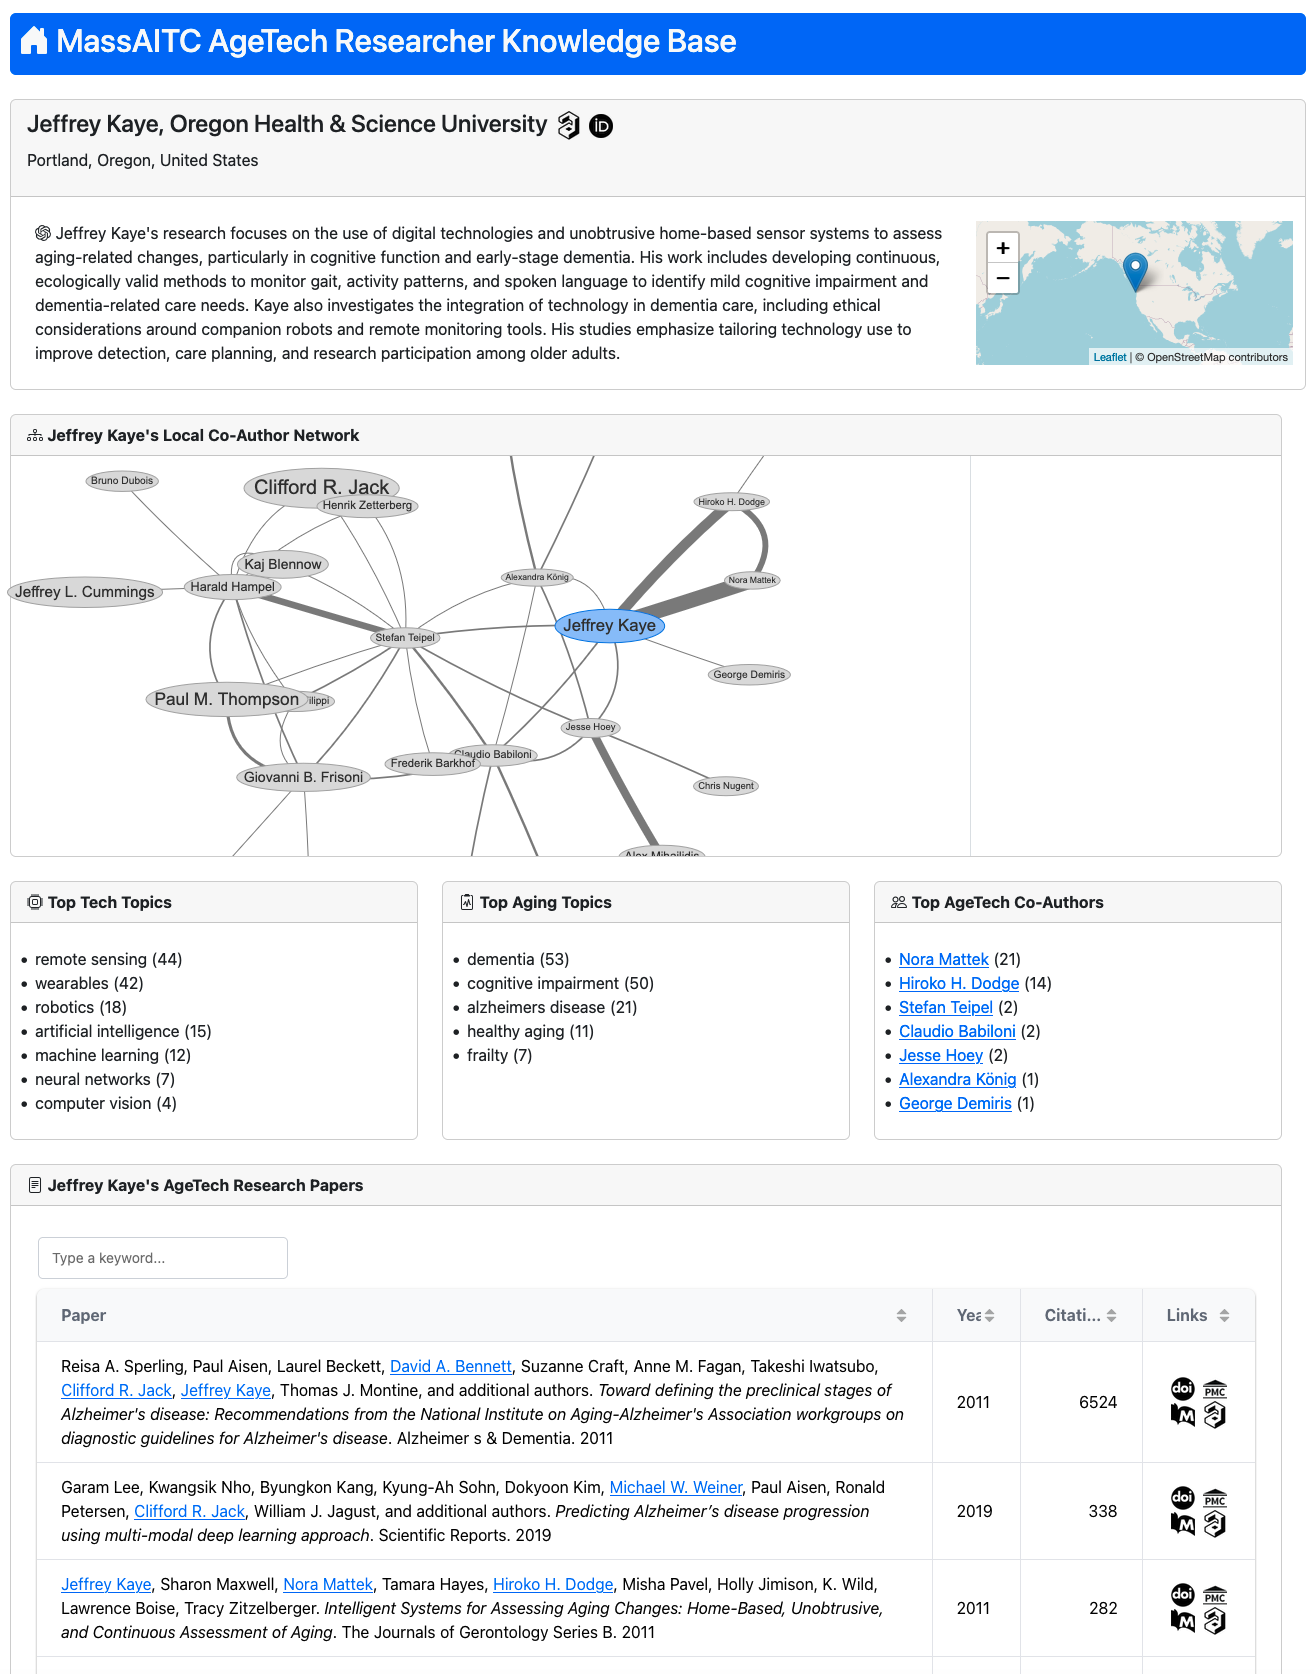 MassAITC AgeTech Researcher Knowledge Base
Jeffrey Kaye, Oregon Health & Science University
iD
Portland, Oregon, United States
Jeffrey Kaye's research focuses on the use of digital technologies and unobtrusive home-based sensor systems to assess
aging-related changes, particularly in cognitive function and early-stage dementia. His work includes developing continuous,
ecologically valid methods to monitor gait, activity patterns, and spoken language to identify mild cognitive impairment and
dementia-related care needs. Kaye also investigates the integration of technology in dementia care, including ethical
considerations around companion robots and remote monitoring tools. His studies emphasize tailoring technology use to
improve detection, care planning, and research participation among older adults.
+
−
Leaflet | © OpenStreetMap contributors
Jeffrey Kaye's Local Co-Author Network
Bruno Dubois
Clifford R. Jack
Henrik Zetterberg
Hiroko H. Dodge
Kaj Blennow
Alexandra König
Nora Mattek
Jeffrey L. Cummings
Harald Hampel
Jeffrey Kaye
Stefan Teipel
George Demiris
Paul M. Thompson
ilippi
Jesse Hoey
Claudio Babiloni
Frederik Barkhof
Giovanni B. Frisoni
Chris Nugent
Alex Mihailidis
Top Tech Topics
remote sensing (44)
wearables (42)
robotics (18)
artificial intelligence (15)
machine learning (12)
neural networks (7)
computer vision (4)
Top Aging Topics
dementia (53)
cognitive impairment (50)
alzheimers disease (21)
healthy aging (11)
frailty (7)
Top AgeTech Co-Authors
Nora Mattek (21)
Hiroko H. Dodge (14)
Stefan Teipel (2)
Claudio Babiloni (2)
Jesse Hoey (2)
Alexandra König (1)
George Demiris (1)
Jeffrey Kaye's AgeTech Research Papers
Type a keyword...
Paper Yea Citati... Links
Reisa A. Sperling, Paul Aisen, Laurel Beckett, David A. Bennett, Suzanne Craft, Anne M. Fagan, Takeshi Iwatsubo,
Clifford R. Jack, Jeffrey Kaye, Thomas J. Montine, and additional authors. Toward defining the preclinical stages of
Alzheimer's disease: Recommendations from the National Institute on Aging-Alzheimer's Association workgroups on
diagnostic guidelines for Alzheimer's disease. Alzheimer s & Dementia. 2011
2011
6524
doi PMC
M
Garam Lee, Kwangsik Nho, Byungkon Kang, Kyung-Ah Sohn, Dokyoon Kim, Michael W. Weiner, Paul Aisen, Ronald
Petersen, Clifford R. Jack, William J. Jagust, and additional authors. Predicting Alzheimer’s disease progression
using multi-modal deep learning approach. Scientific Reports. 2019
2019
338
doi PMC
M
Jeffrey Kaye, Sharon Maxwell, Nora Mattek, Tamara Hayes, Hiroko H. Dodge, Misha Pavel, Holly Jimison, K. Wild,
Lawrence Boise, Tracy Zitzelberger. Intelligent Systems for Assessing Aging Changes: Home-Based, Unobtrusive,
and Continuous Assessment of Aging. The Journals of Gerontology Series B. 2011
2011
282
doi PMC
M